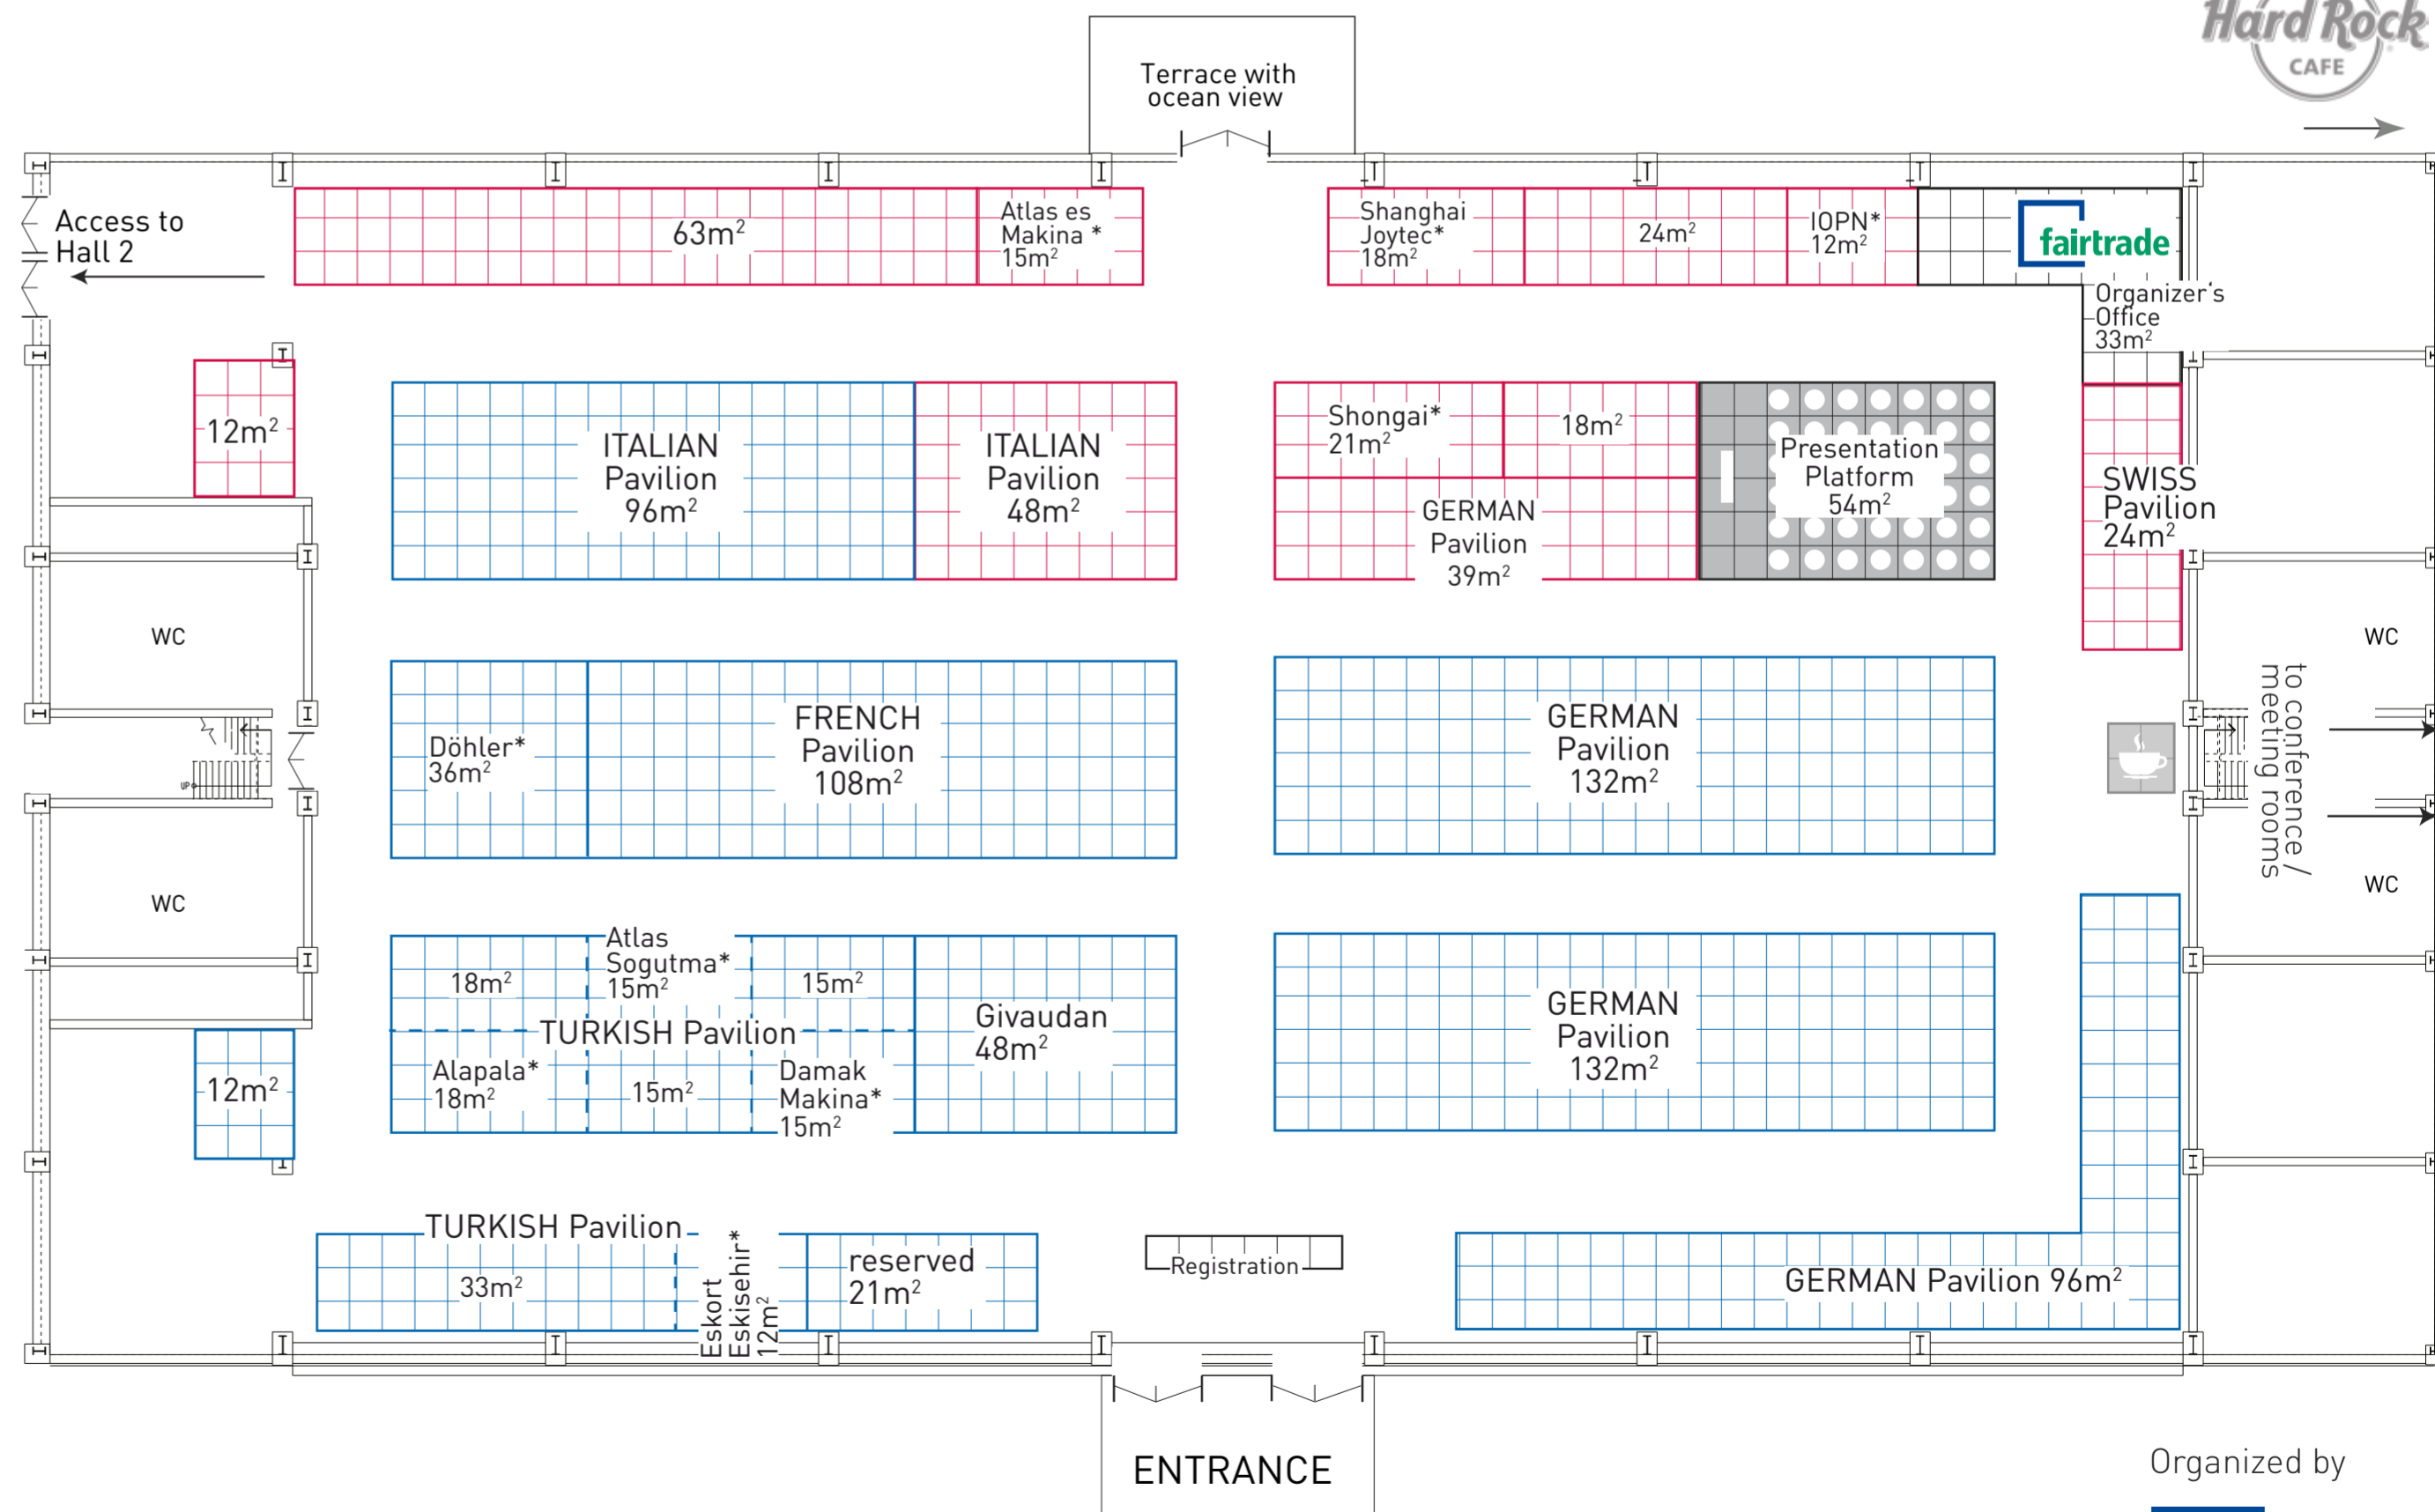 Hard Rock
CAFE
Terrace with
ocean view
Access to
Hall 2
63m²
Atlas es
Makina *
15m²
Shanghai
Joytec*
18m²
24m²
IOPN*
12m²
fairtrade
Organizer's
Office
33m²
12m²
ITALIAN
Pavilion
96m²
ITALIAN
Pavilion
48m²
Shongai*
21m²
18m²
GERMAN
Pavilion
39m²
Presentation
Platform
54m²
SWISS
Pavilion
24m²
WC
WC
Döhler*
36m²
FRENCH
Pavilion
108m²
GERMAN
Pavilion
132m²
to conference /
meeting rooms
UP
WC
WC
18m²
Atlas
Sogutma*
15m²
15m²
TURKISH Pavilion
Alapala*
18m²
15m²
Damak
Makina*
15m²
Givaudan
48m²
GERMAN
Pavilion
132m²
12m²
TURKISH Pavilion
33m²
Eskort
Eskisehir*
12m²
reserved
21m²
Registration
GERMAN Pavilion 96m²
ENTRANCE
Organized by